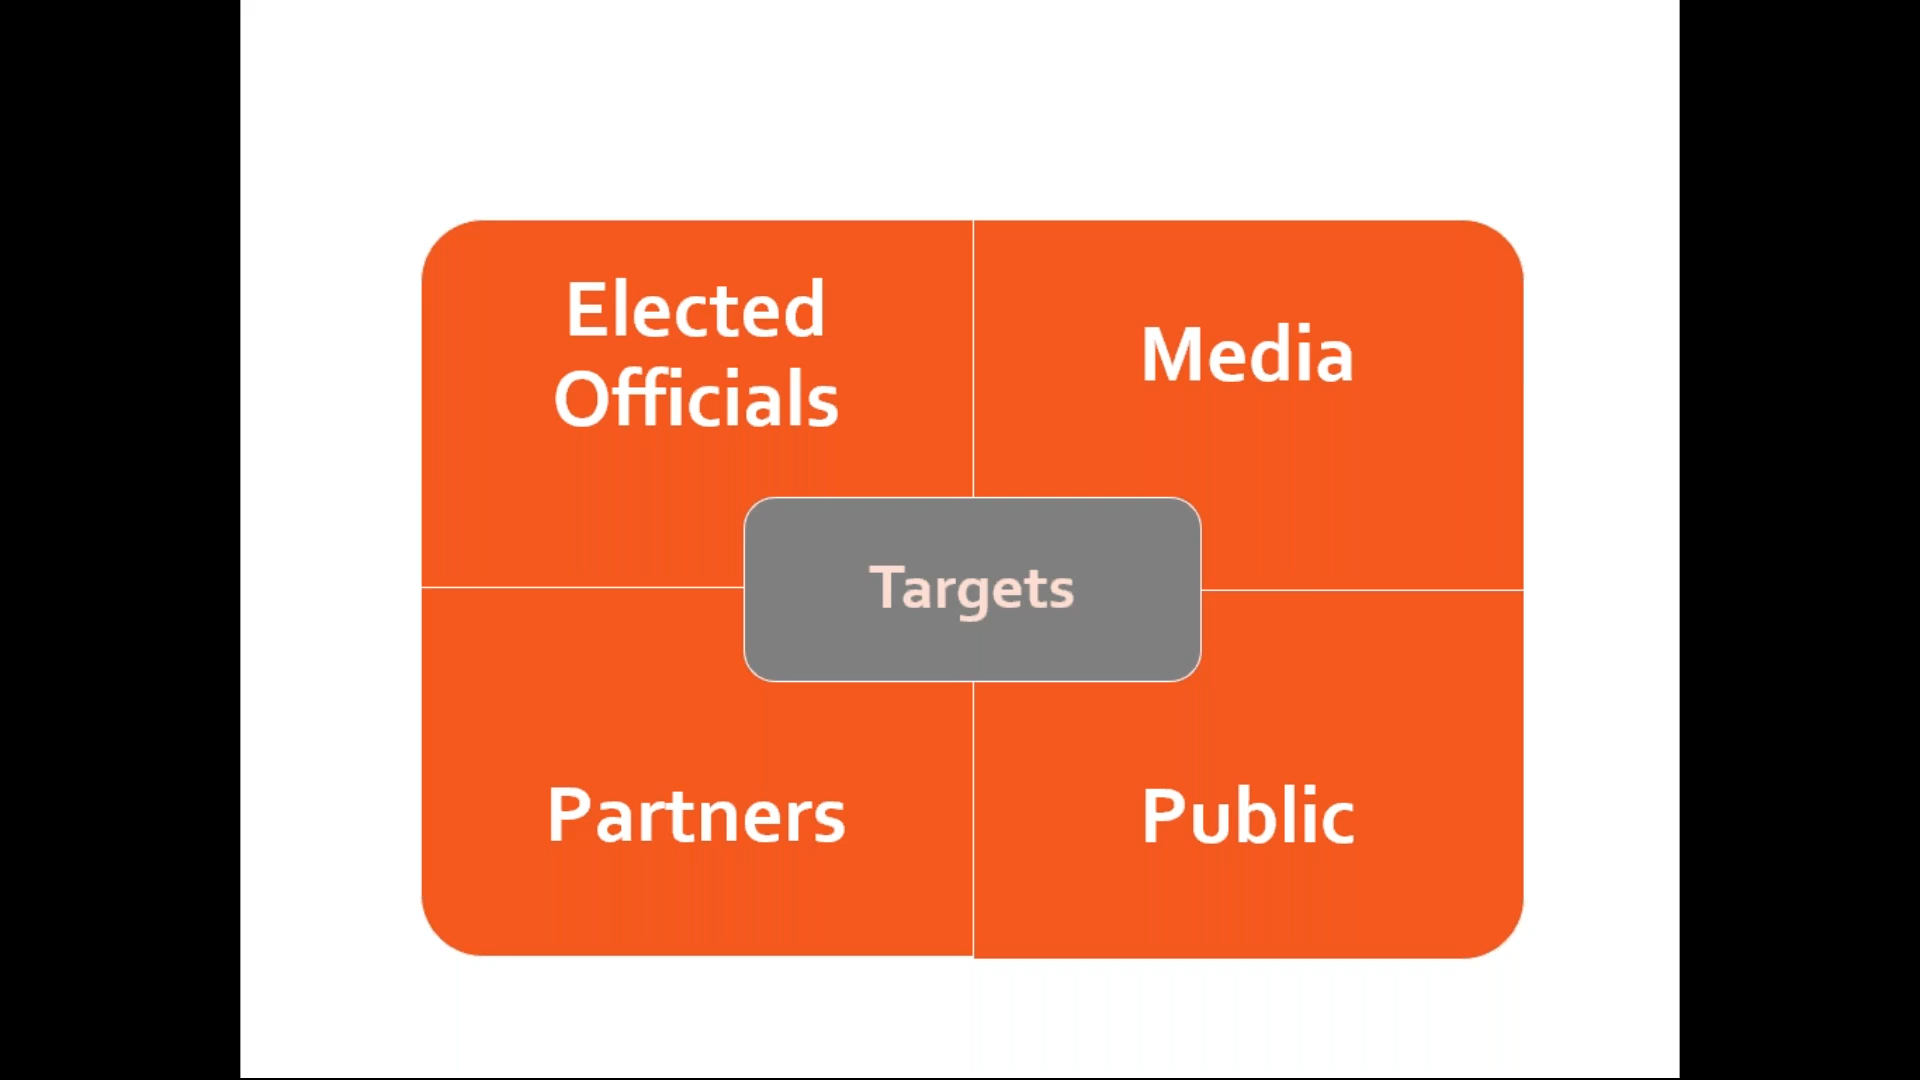 Elected
Officials
Media
Targets
Partners
Public